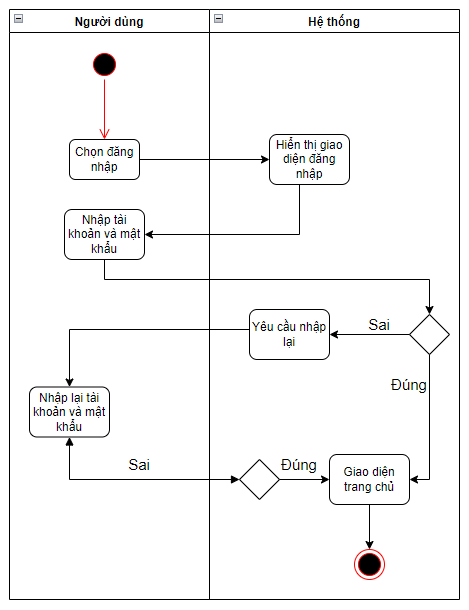 Người dùng
Hệ thống
Chọn đăng
nhập
Hiển thị giao
diện đăng
nhập
Nhập tài
khoản và mật
khẩu
Sai
Yêu cầu nhập
lại
Đúng
Nhập lại tài
khoản và mật
khẩu
Sai
Đúng
Giao diện
trang chủ